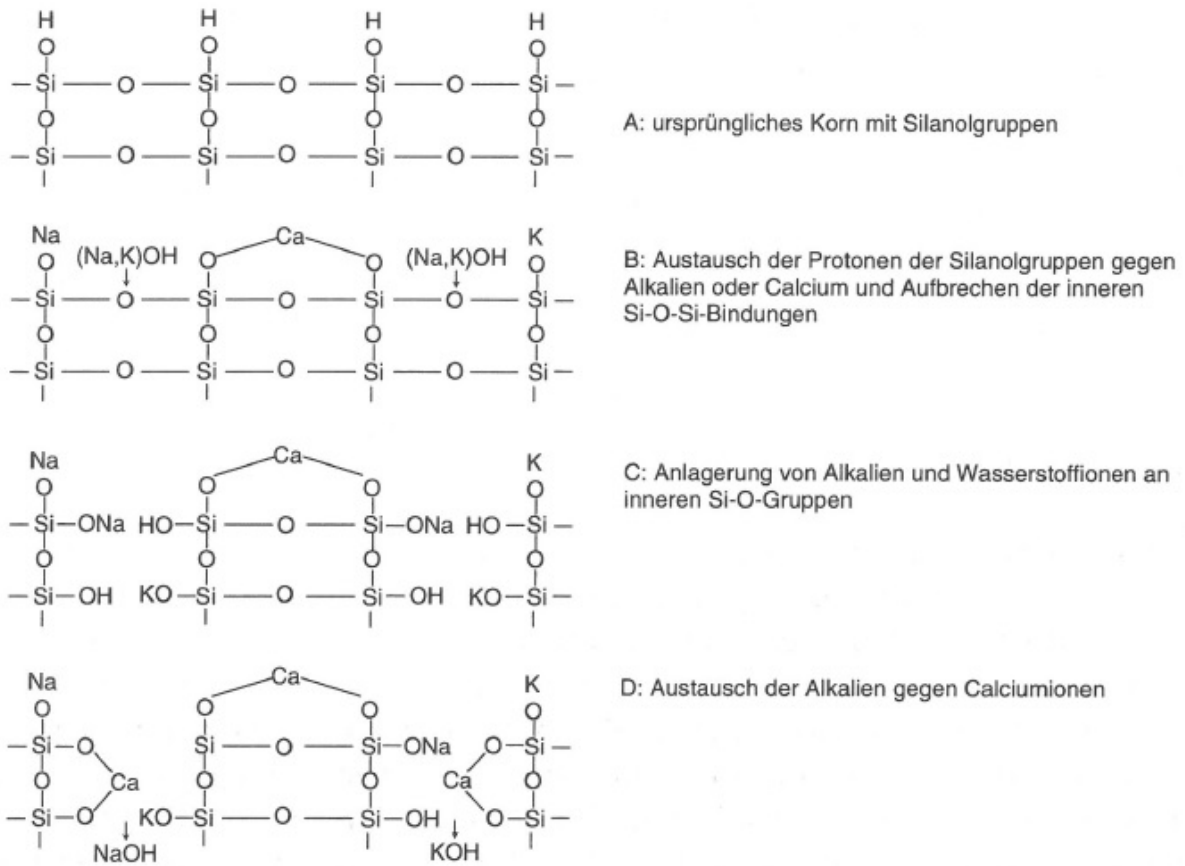 H H H H
O O O O
— Si — O — Si — O — Si — O — Si —
O O O O
— Si — O — Si — O — Si — O — Si —
A: ursprüngliches Korn mit Silanolgruppen
Na Ca K
(Na,K)OH (Na,K)OH
O O O O
— Si — O — Si — O — Si — O — Si —
O O O O
— Si — O — Si — O — Si — O — Si —
B: Austausch der Protonen der Silanolgruppen gegen
Alkalien oder Calcium und Aufbrechen der inneren
Si-O-Si-Bindungen
Na Ca K
O O O O
— Si — ONa HO — Si — O — Si — ONa HO — Si —
O O O O
— Si — OH KO — Si — O — Si — OH KO — Si —
C: Anlagerung von Alkalien und Wasserstoffionen an
inneren Si-O-Gruppen
Na Ca K
O O O O
— Si — O Si — O — Si — ONa O — Si —
O Ca O O Ca O
— Si — O KO — Si — O — Si — OH O — Si —
NaOH KOH
D: Austausch der Alkalien gegen Calciumionen